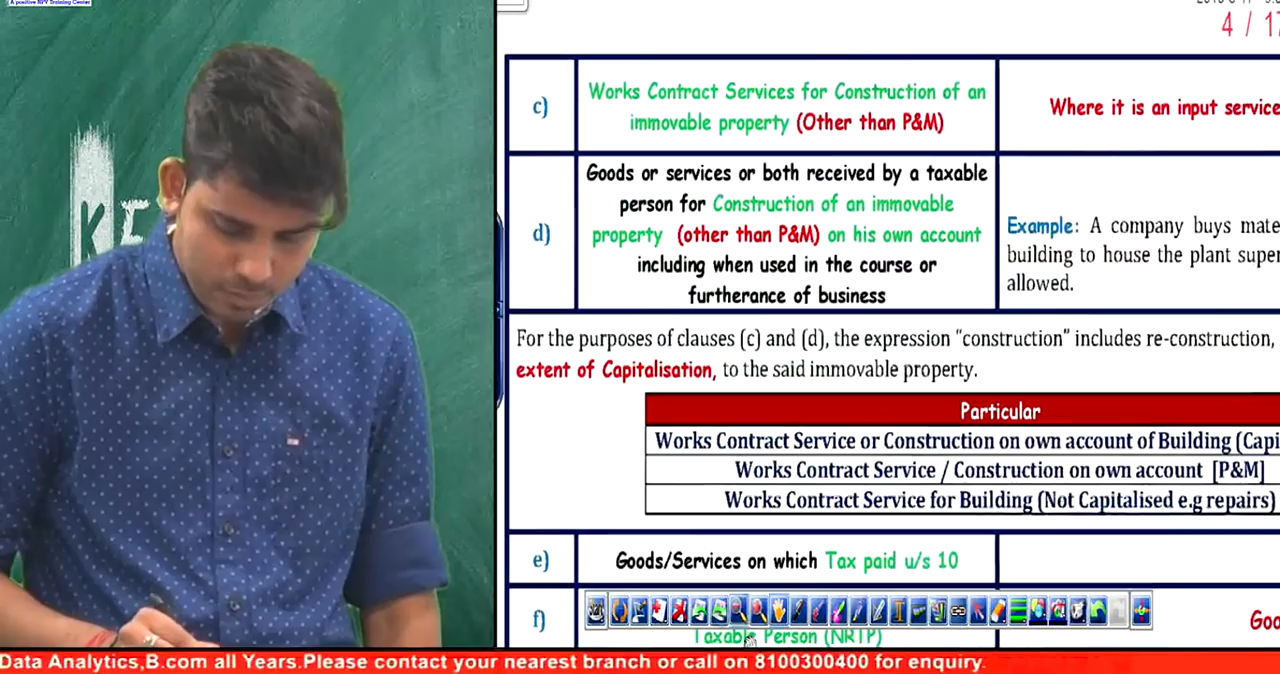 A positive RPV Training Center
4 / 17
c)
Works Contract Services for Construction of an
immovable property (Other than P&M)
Where it is an input service
d)
Goods or services or both received by a taxable
person for Construction of an immovable
property (other than P&M) on his own account
including when used in the course or
furtherance of business
Example: A company buys mate
building to house the plant super
allowed.
For the purposes of clauses (c) and (d), the expression “construction” includes re-construction,
extent of Capitalisation, to the said immovable property.
Particular
Works Contract Service or Construction on own account of Building (Capi
Works Contract Service / Construction on own account [P&M]
Works Contract Service for Building (Not Capitalised e.g repairs)
e)
Goods/Services on which Tax paid u/s 10
f)
Taxable Person (NRTP)
Goo
Data Analytics,B.com all Years.Please contact your nearest branch or call on 8100300400 for enquiry.